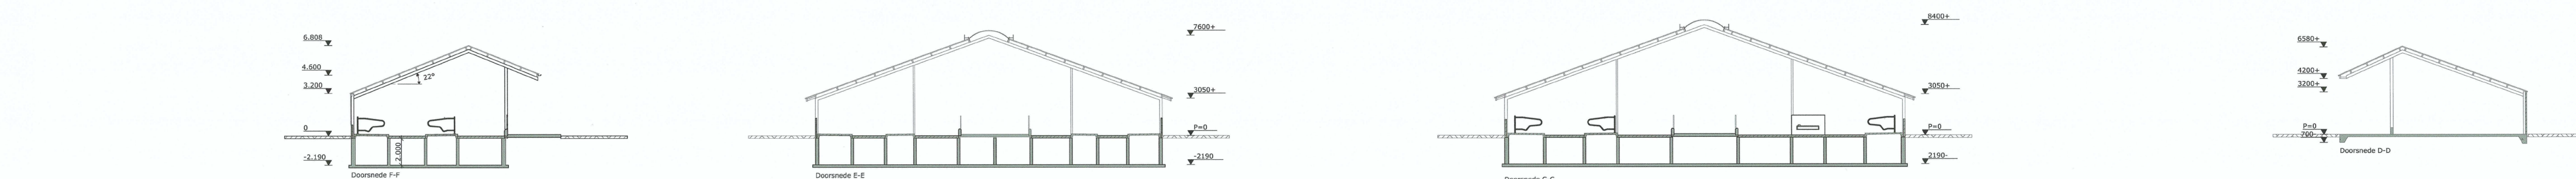 6.808
4.600
3.200
0
-2.190
22°
2.000
Doorsnede F-F
7600+
3050+
P=0
-2190
Doorsnede E-E
8400+
3050+
P=0
2190-
6580+
4200+
3200+
P=0
700-
Doorsnede D-D